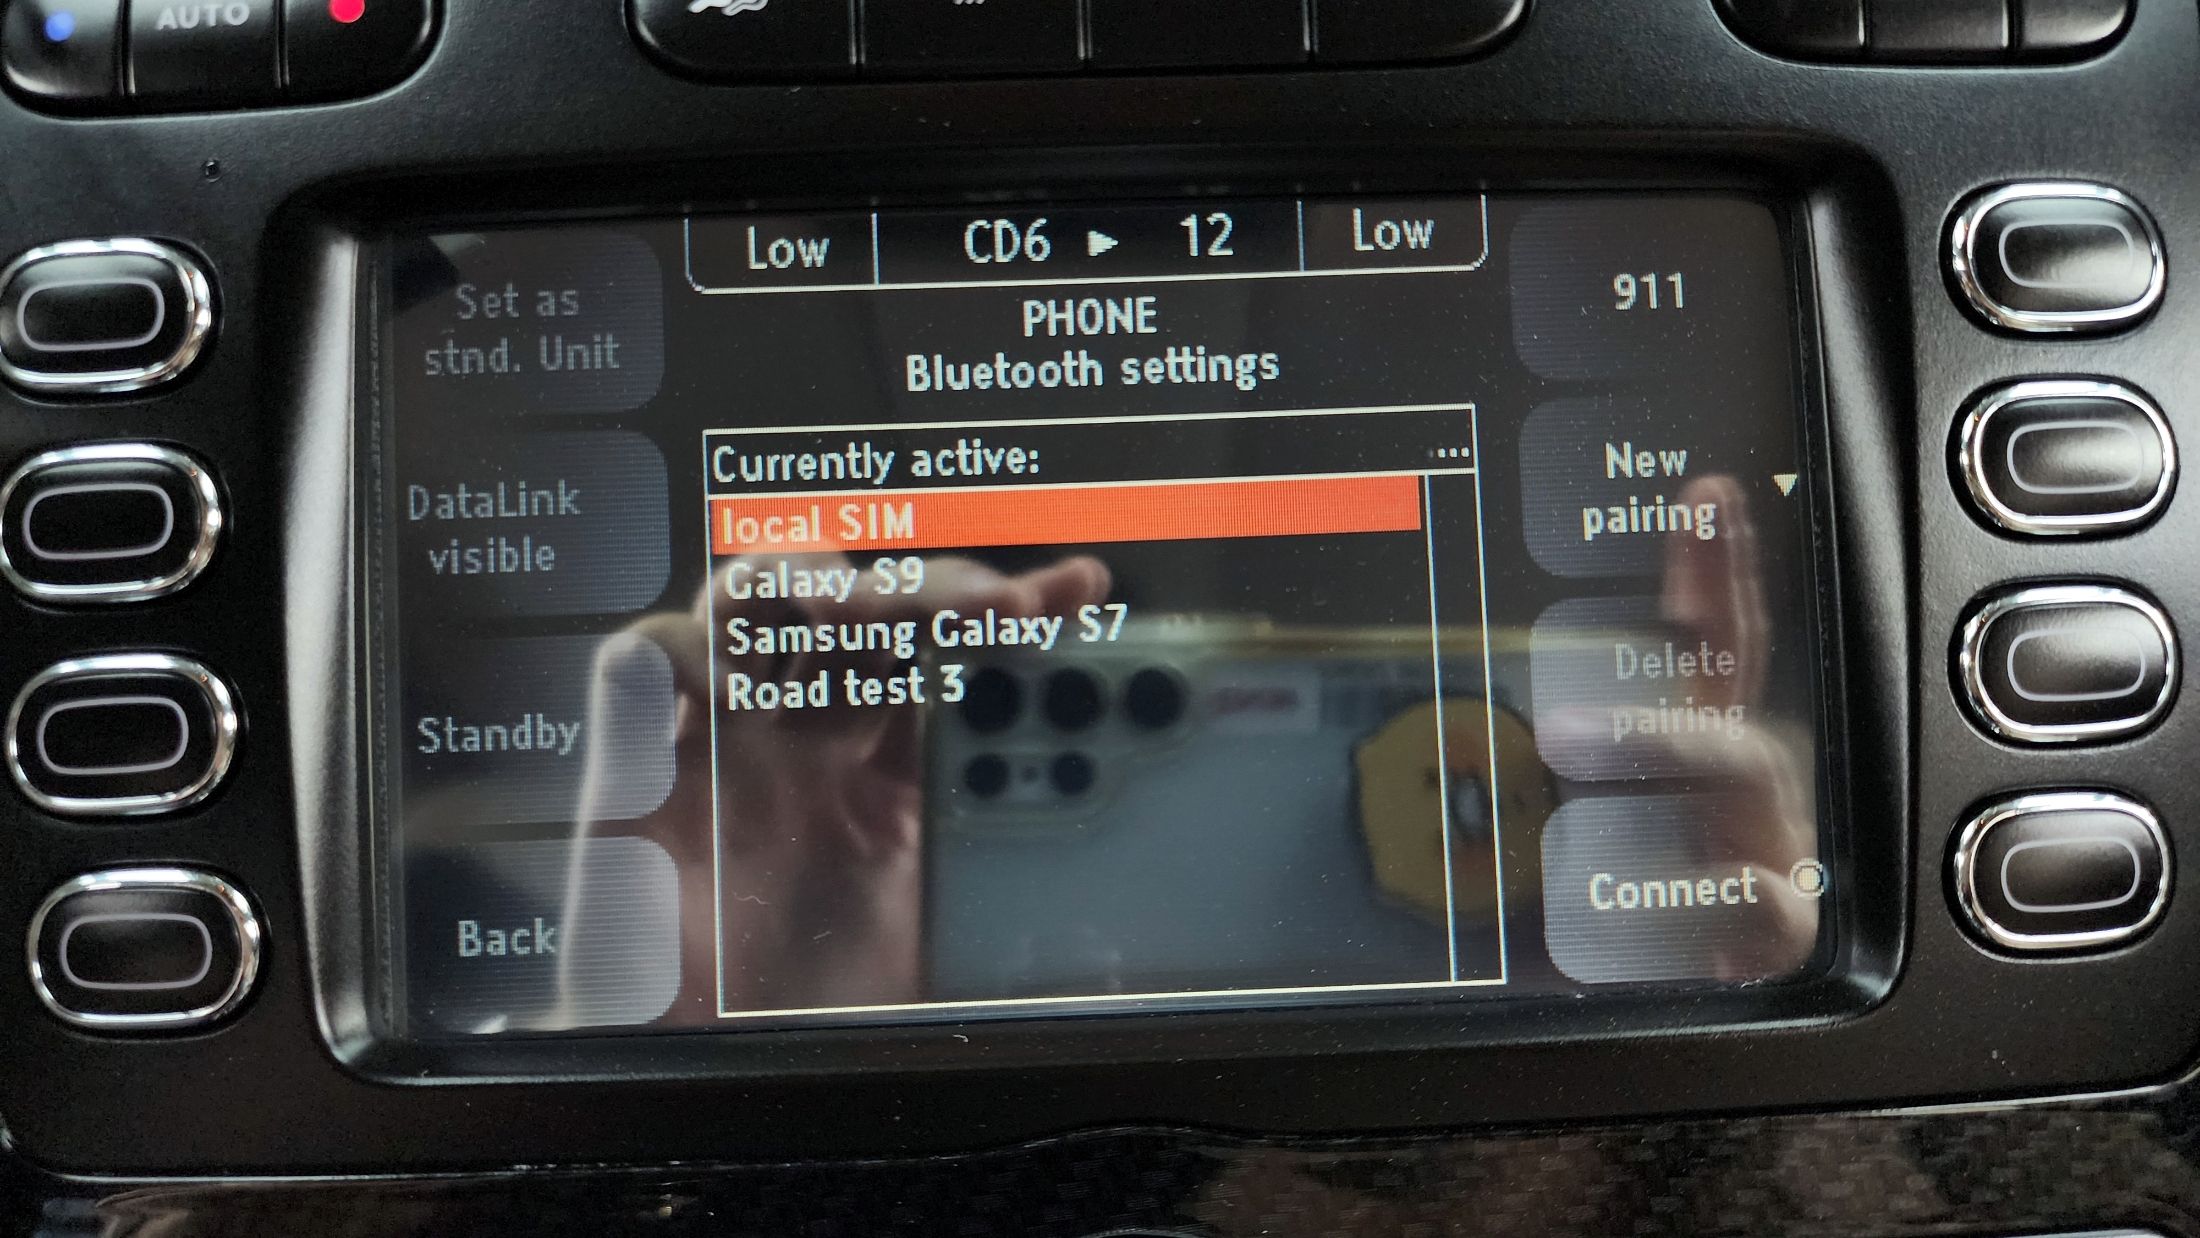 AUTO
Low CD6 ► 12 Low
PHONE
Bluetooth settings
Set as
stnd. Unit
DataLink
visible
Standby
Back
Currently active: ...
local SIM
Galaxy S9
Samsung Galaxy S7
Road test 3
911
New
pairing
Delete
pairing
Connect